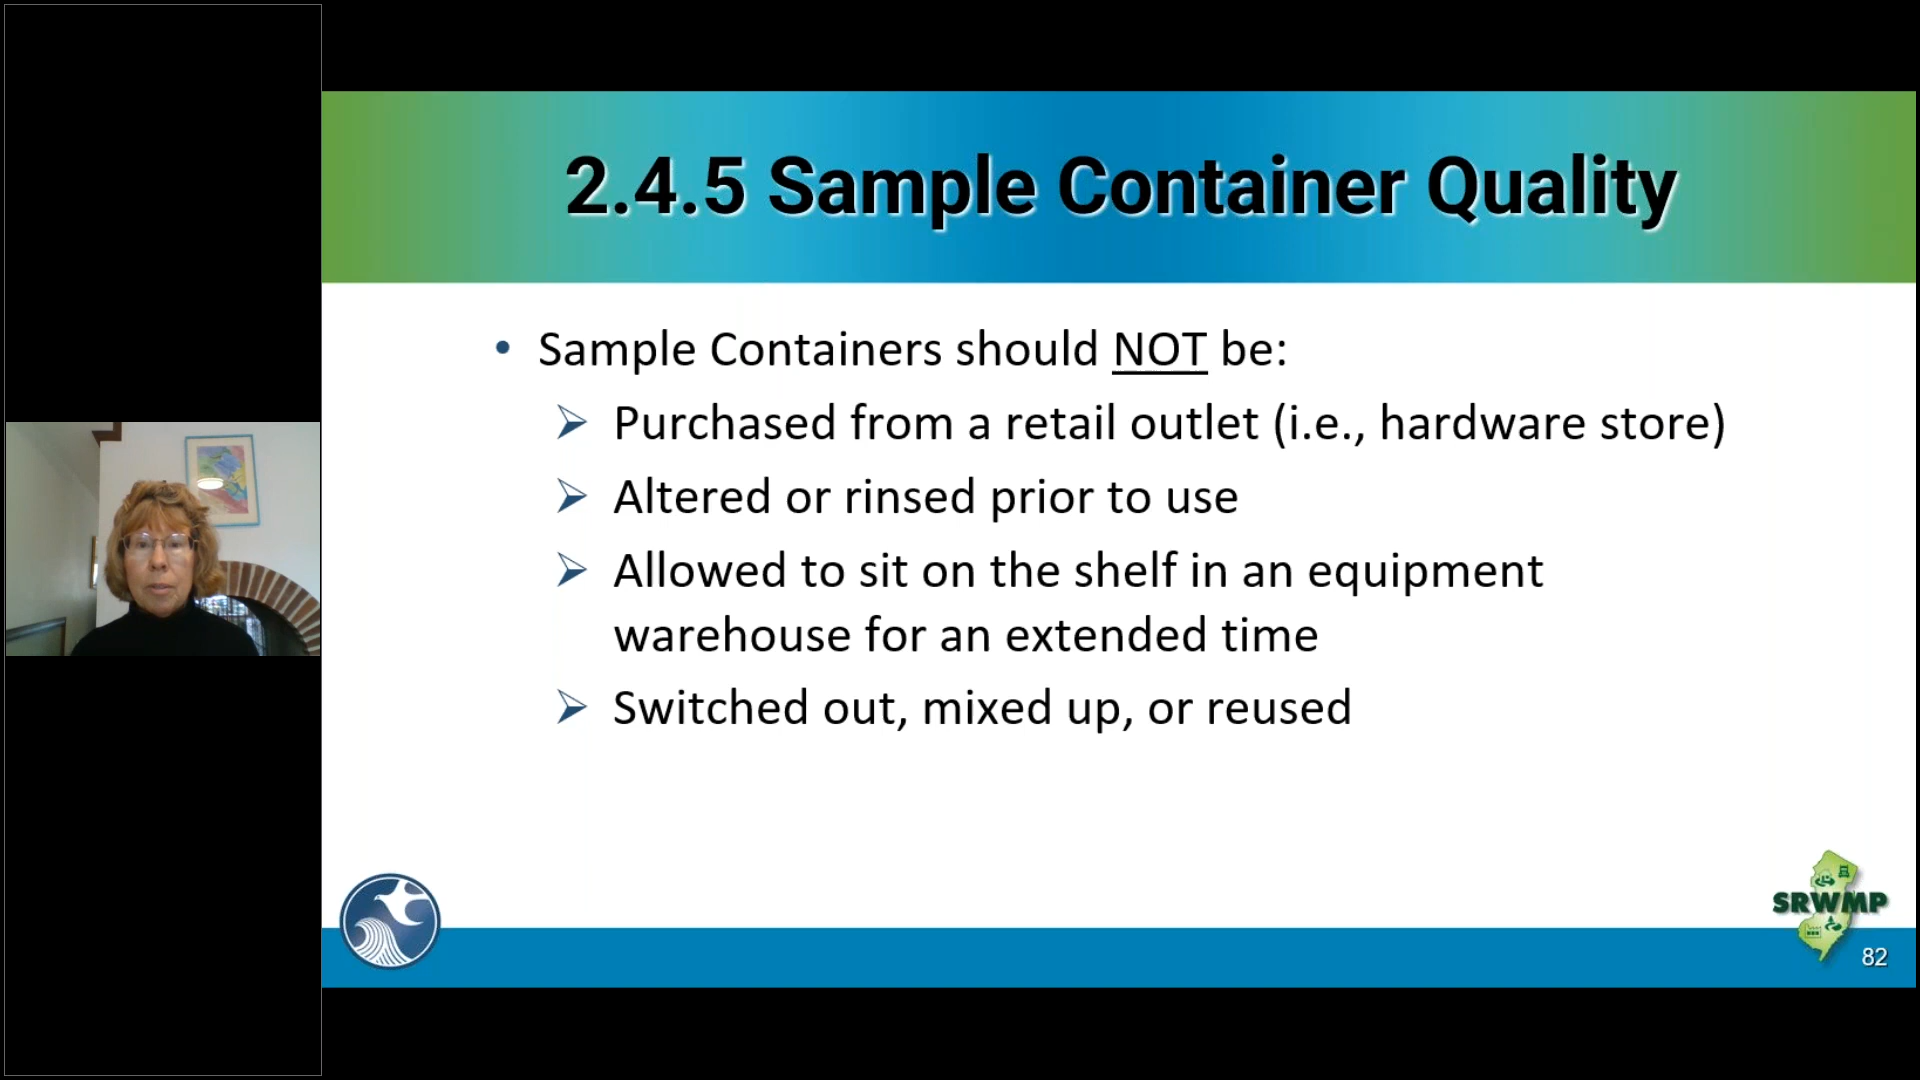 2.4.5 Sample Container Quality
• Sample Containers should NOT be:
➢ Purchased from a retail outlet (i.e., hardware store)
➢ Altered or rinsed prior to use
➢ Allowed to sit on the shelf in an equipment
warehouse for an extended time
➢ Switched out, mixed up, or reused
SRWMP
82